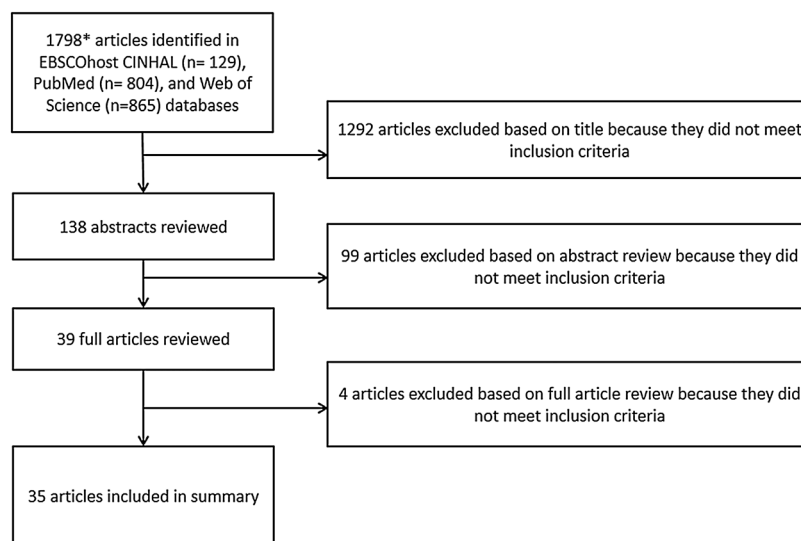 1798* articles identified in
EBSCOhost CINHAL (n= 129),
PubMed (n= 804), and Web of
Science (n=865) databases
1292 articles excluded based on title because they did not meet
inclusion criteria
138 abstracts reviewed
99 articles excluded based on abstract review because they did
not meet inclusion criteria
39 full articles reviewed
4 articles excluded based on full article review because they did
not meet inclusion criteria
35 articles included in summary